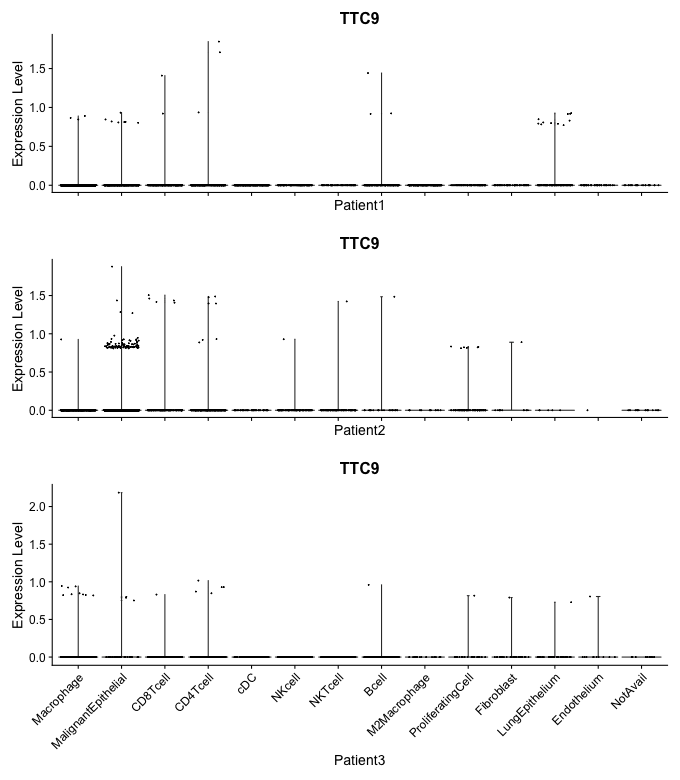 TTC9
Expression Level
1.5
1.0
0.5
0.0
Patient1
TTC9
Expression Level
1.5
1.0
0.5
0.0
Patient2
TTC9
Expression Level
2.0
1.5
1.0
0.5
0.0
Macrophage
MalignantEpithelial
CD8Tcell
CD4Tcell
cDC
NKcell
NKTcell
Bcell
M2Macrophage
ProliferatingCell
Fibroblast
LungEpithelium
Endothelium
NotAvail
Patient3